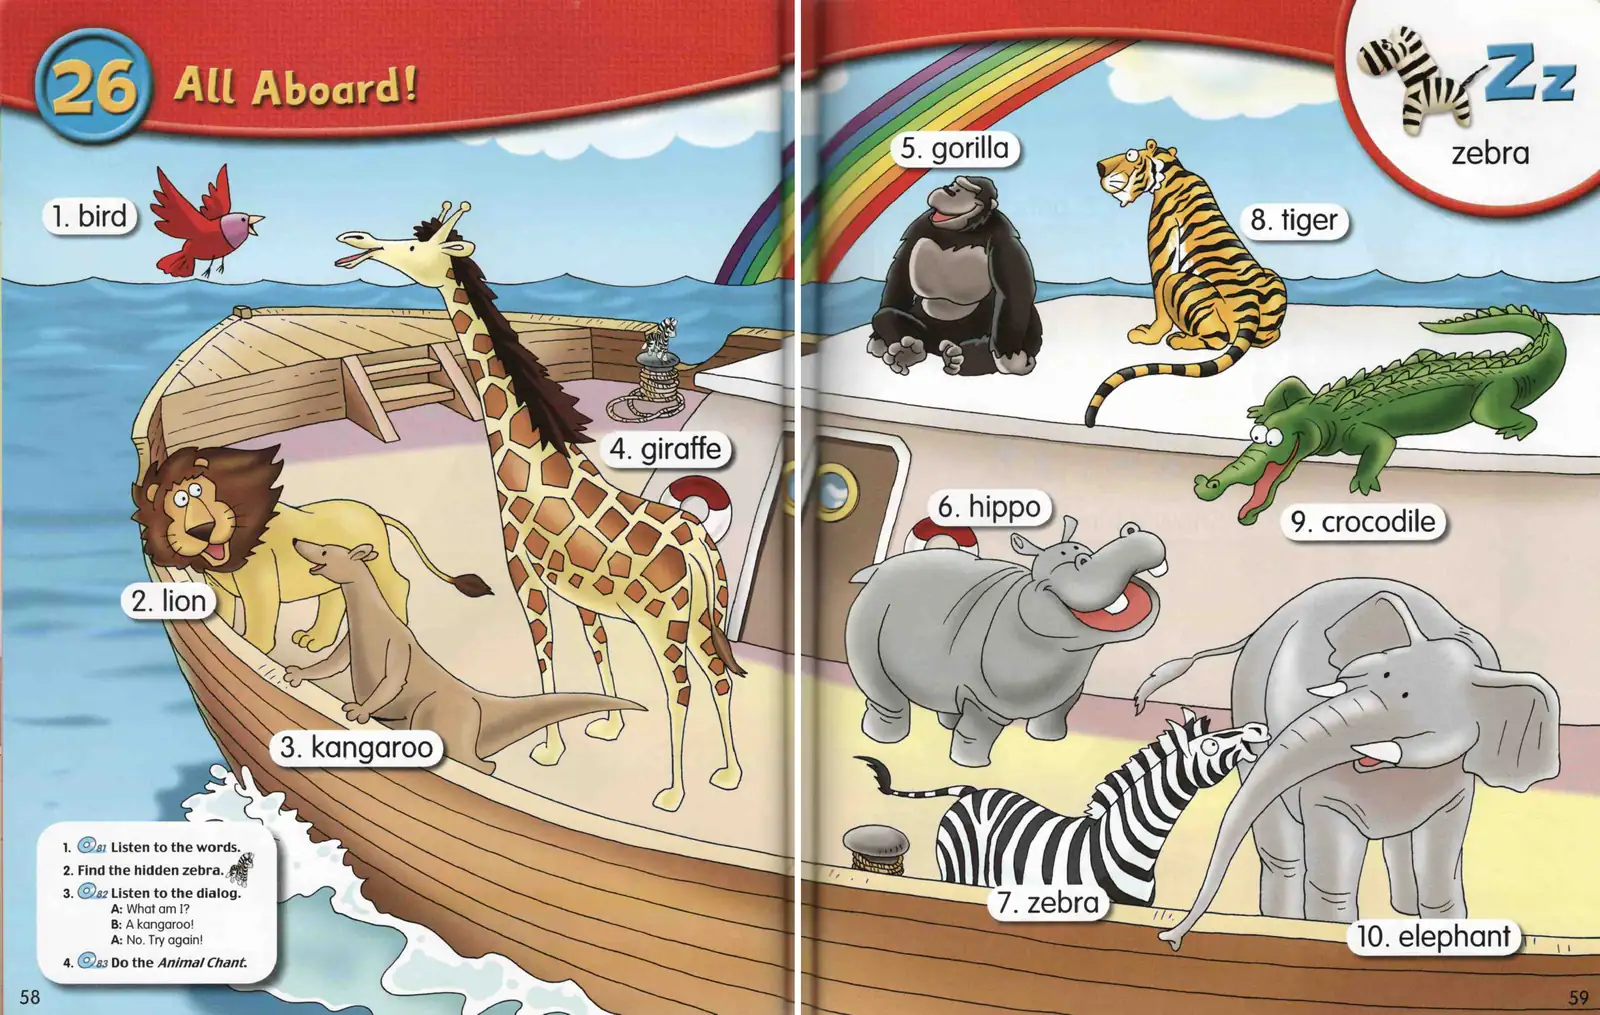 26
All Aboard!
1. bird
2. lion
3. kangaroo
4. giraffe
1. 81 Listen to the words.
2. Find the hidden zebra.
3. 82 Listen to the dialog.
A: What am I?
B: A kangaroo!
A: No. Try again!
4. 83 Do the Animal Chant.
58
Zz
zebra
5. gorilla
8. tiger
6. hippo
9. crocodile
7. zebra
10. elephant
59